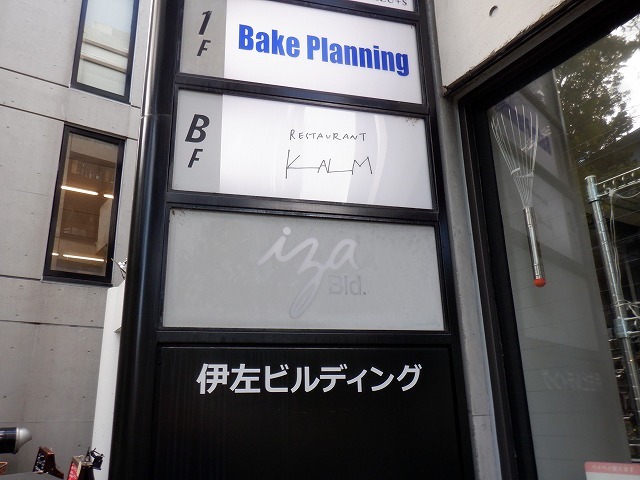 1F
Bake Planning
BF
RESTAURANT
KALM
iza
Bld.
伊左ビルディング